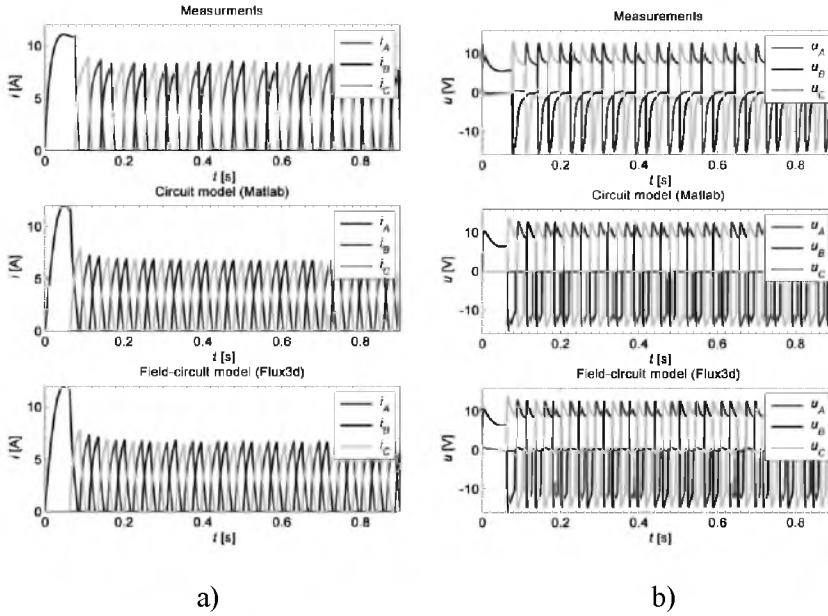 Measurments
10
5
0
i [A]
i_A
i_B
i_C
0 0.2 0.4 0.6 0.8
t [s]
Circuit model (Matlab)
10
5
0
i [A]
i_A
i_B
i_C
0 0.2 0.4 0.6 0.8
t [s]
Field-circuit model (Flux3d)
10
5
0
i [A]
i_A
i_B
i_C
0 0.2 0.4 0.6 0.8
t [s]
a)
Measurements
10
0
-10
u [V]
u_A
u_B
u_C
0 0.2 0.4 0.6 0.8
t [s]
Circuit model (Matlab)
10
0
-10
u [V]
u_A
u_B
u_C
0 0.2 0.4 0.6 0.8
t [s]
Field-circuit model (Flux3d)
10
0
-10
u [V]
u_A
u_B
u_C
0 0.2 0.4 0.6 0.8
t [s]
b)